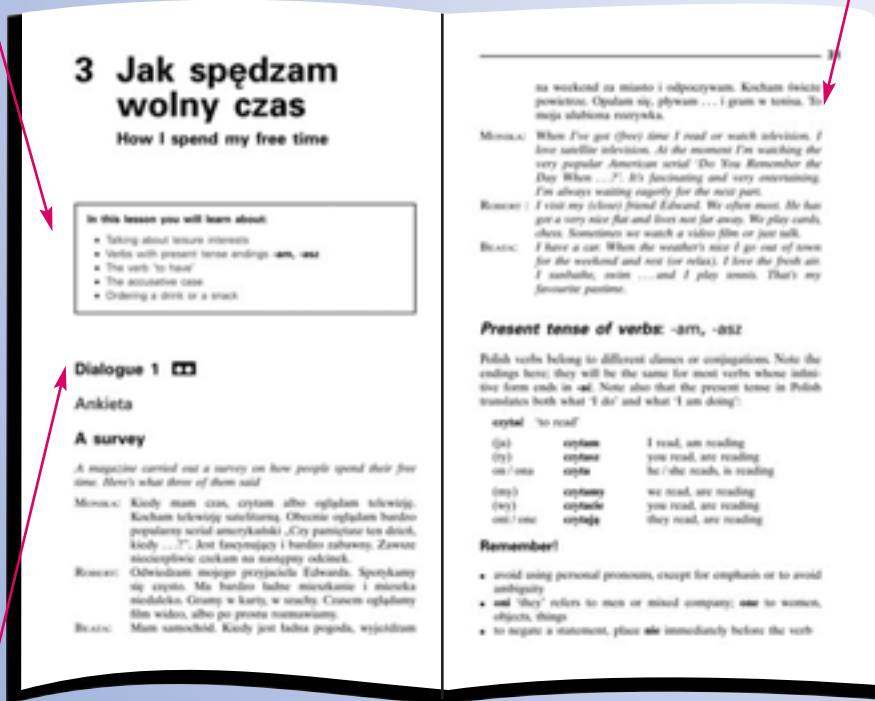 3 Jak spędzam
wolny czas
How I spend my free time
In this lesson you will learn about:
• Talking about leisure interests
• Verbs with present tense endings -am, -asz
• The verb 'to have'
• The accusative case
• Ordering a drink or a snack
Dialogue 1
Ankieta
A survey
A magazine carried out a survey on how people spend their free
time. Here's what three of them said
MONIKA: Kiedy mam czas, czytam albo oglądam telewizję.
Kocham telewizję satelitarną. Obecnie oglądam bardzo
popularny serial amerykański „Czy pamiętasz ten dzień,
kiedy ...?". Jest fascynujący i bardzo zabawny. Zawsze
niecierpliwie czekam na następny odcinek.
ROBERT: Odwiedzam mojego przyjaciela Edwarda. Spotykamy
się często. Ma bardzo ładne mieszkanie i mieszka
niedaleko. Gramy w karty, w szachy. Czasem oglądamy
film wideo, albo po prostu rozmawiamy.
BEATA: Mam samochód. Kiedy jest ładna pogoda, wyjeżdżam
na weekend za miasto i odpoczywam. Kocham świeże
powietrze. Opalam się, pływam ... i gram w tenisa. To
moja ulubiona rozrywka.
MONIKA: When I've got (free) time I read or watch television. I
love satellite television. At the moment I'm watching the
very popular American serial 'Do You Remember the
Day When ...?'. It's fascinating and very entertaining.
I'm always waiting eagerly for the next part.
ROBERT: I visit my (close) friend Edward. We often meet. He has
got a very nice flat and lives not far away. We play cards,
chess. Sometimes we watch a video film or just talk.
BEATA: I have a car. When the weather's nice I go out of town
for the weekend and rest (or relax). I love the fresh air.
I sunbathe, swim ... and I play tennis. That's my
favourite pastime.
Present tense of verbs: -am, -asz
Polish verbs belong to different classes or conjugations. Note the
endings here; they will be the same for most verbs whose infini-
tive form ends in -ać. Note also that the present tense in Polish
translates both what 'I do' and what 'I am doing':
czytać 'to read'
(ja) czytam I read, am reading
(ty) czytasz you read, are reading
on / ona czyta he / she reads, is reading
(my) czytamy we read, are reading
(wy) czytacie you read, are reading
oni / one czytają they read, are reading
Remember!
• avoid using personal pronouns, except for emphasis or to avoid
ambiguity
• oni 'they' refers to men or mixed company; one to women,
objects, things
• to negate a statement, place nie immediately before the verb